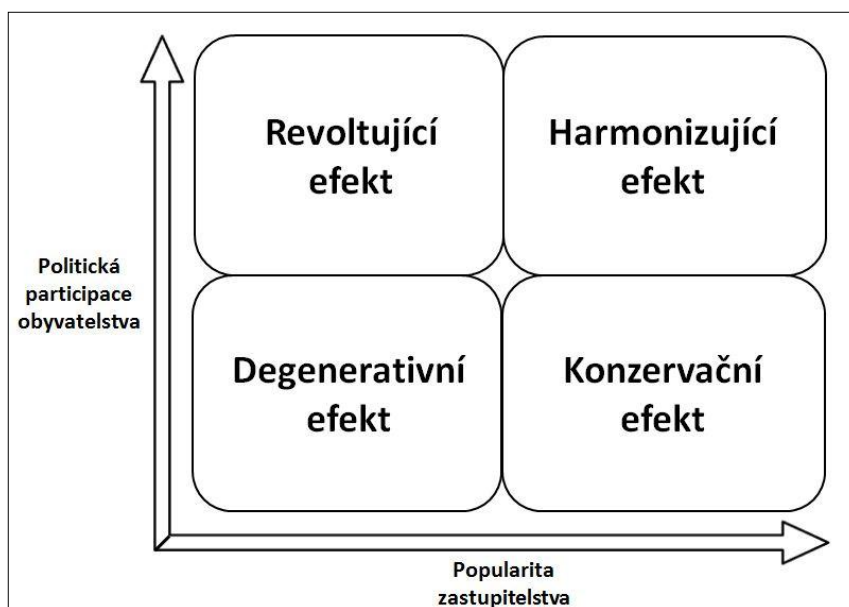 Revoltující
efekt
Harmonizující
efekt
Politická
participace
obyvatelstva
Degenerativní
efekt
Konzervační
efekt
Popularita
zastupitelstva